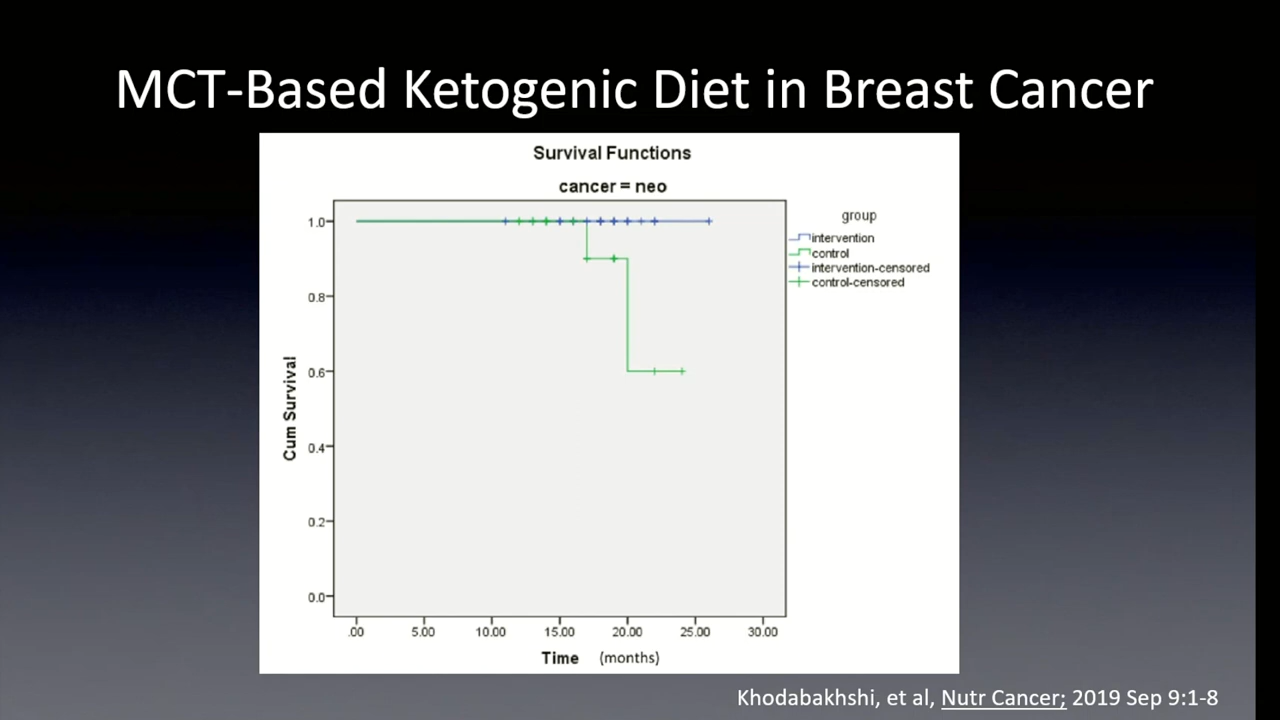 MCT-Based Ketogenic Diet in Breast Cancer
Survival Functions
cancer = neo
group
intervention
control
intervention-censored
control-censored
1.0
0.8
0.6
0.4
0.2
0.0
Cum Survival
.00 5.00 10.00 15.00 20.00 25.00 30.00
Time (months)
Khodabakhshi, et al, Nutr Cancer; 2019 Sep 9:1-8